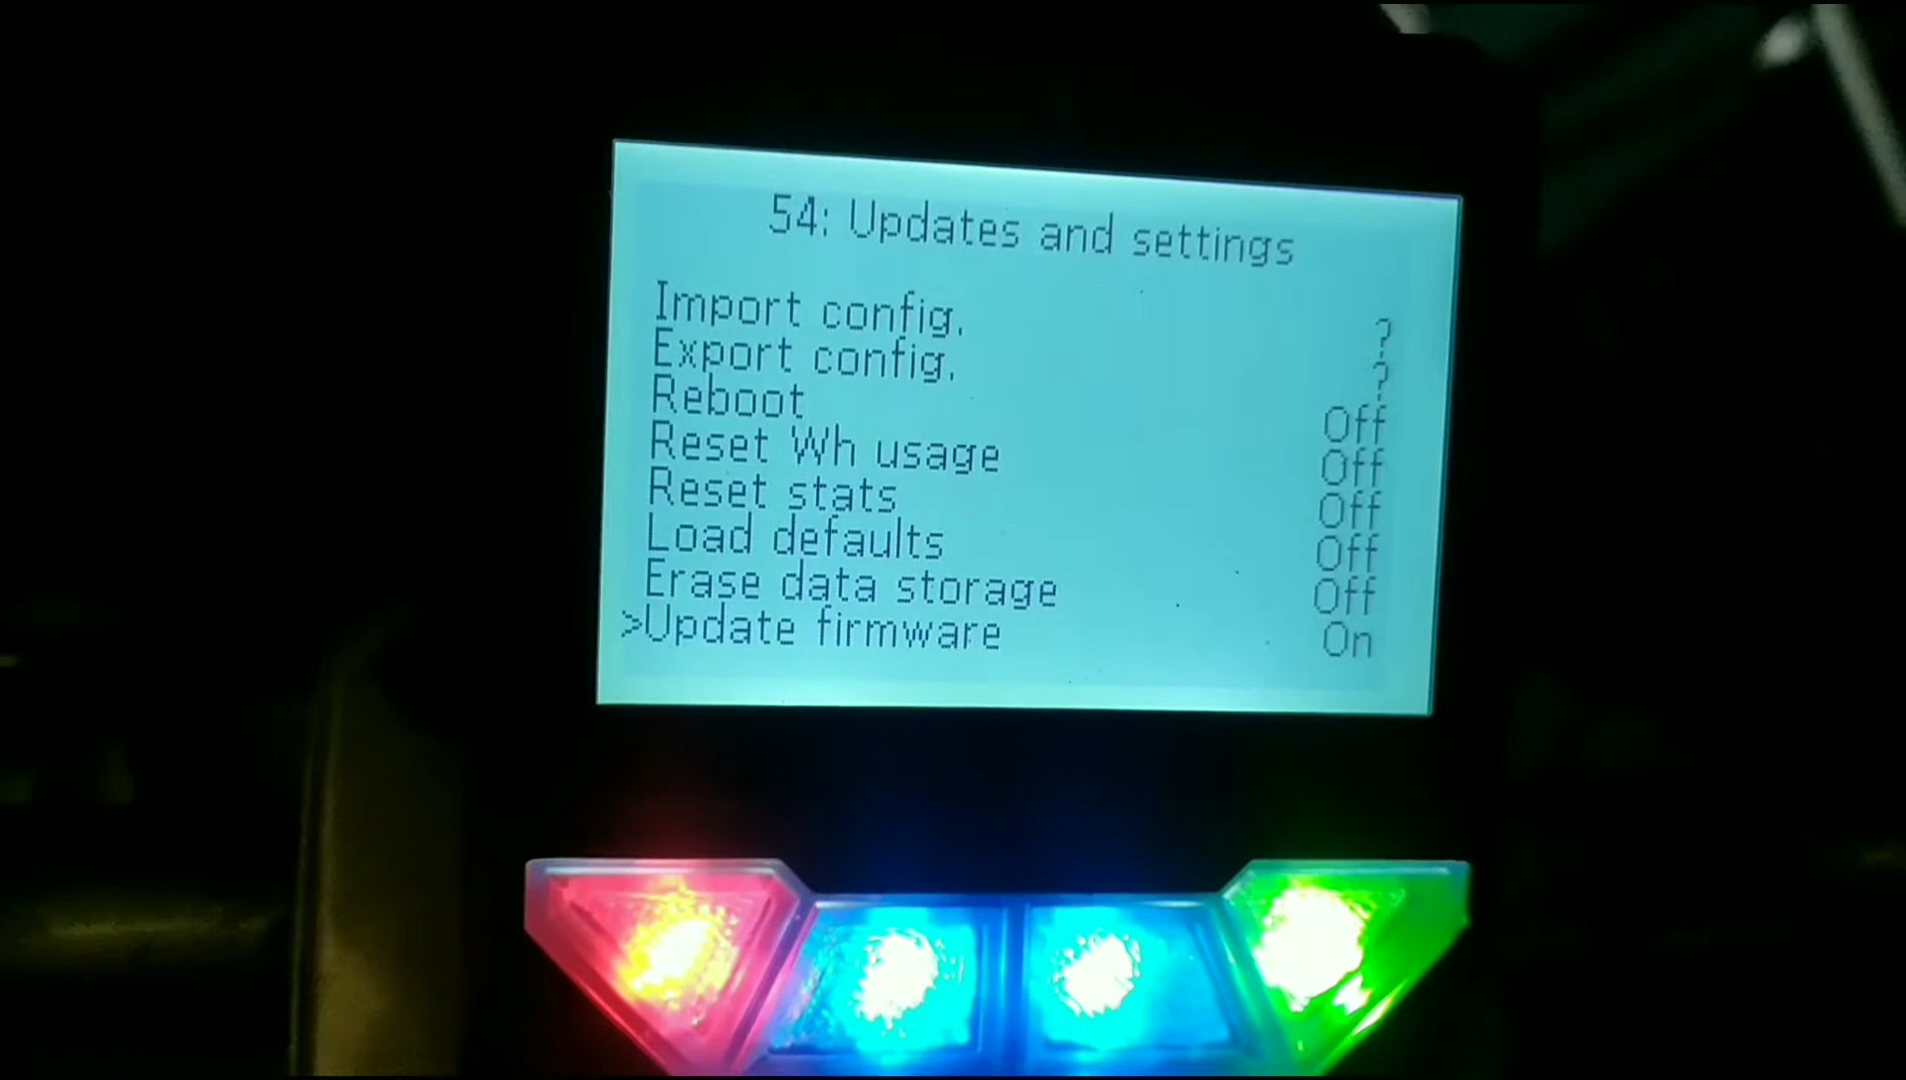 54: Updates and settings
Import config. ?
Export config. ?
Reboot Off
Reset Wh usage Off
Reset stats Off
Load defaults Off
Erase data storage Off
>Update firmware On